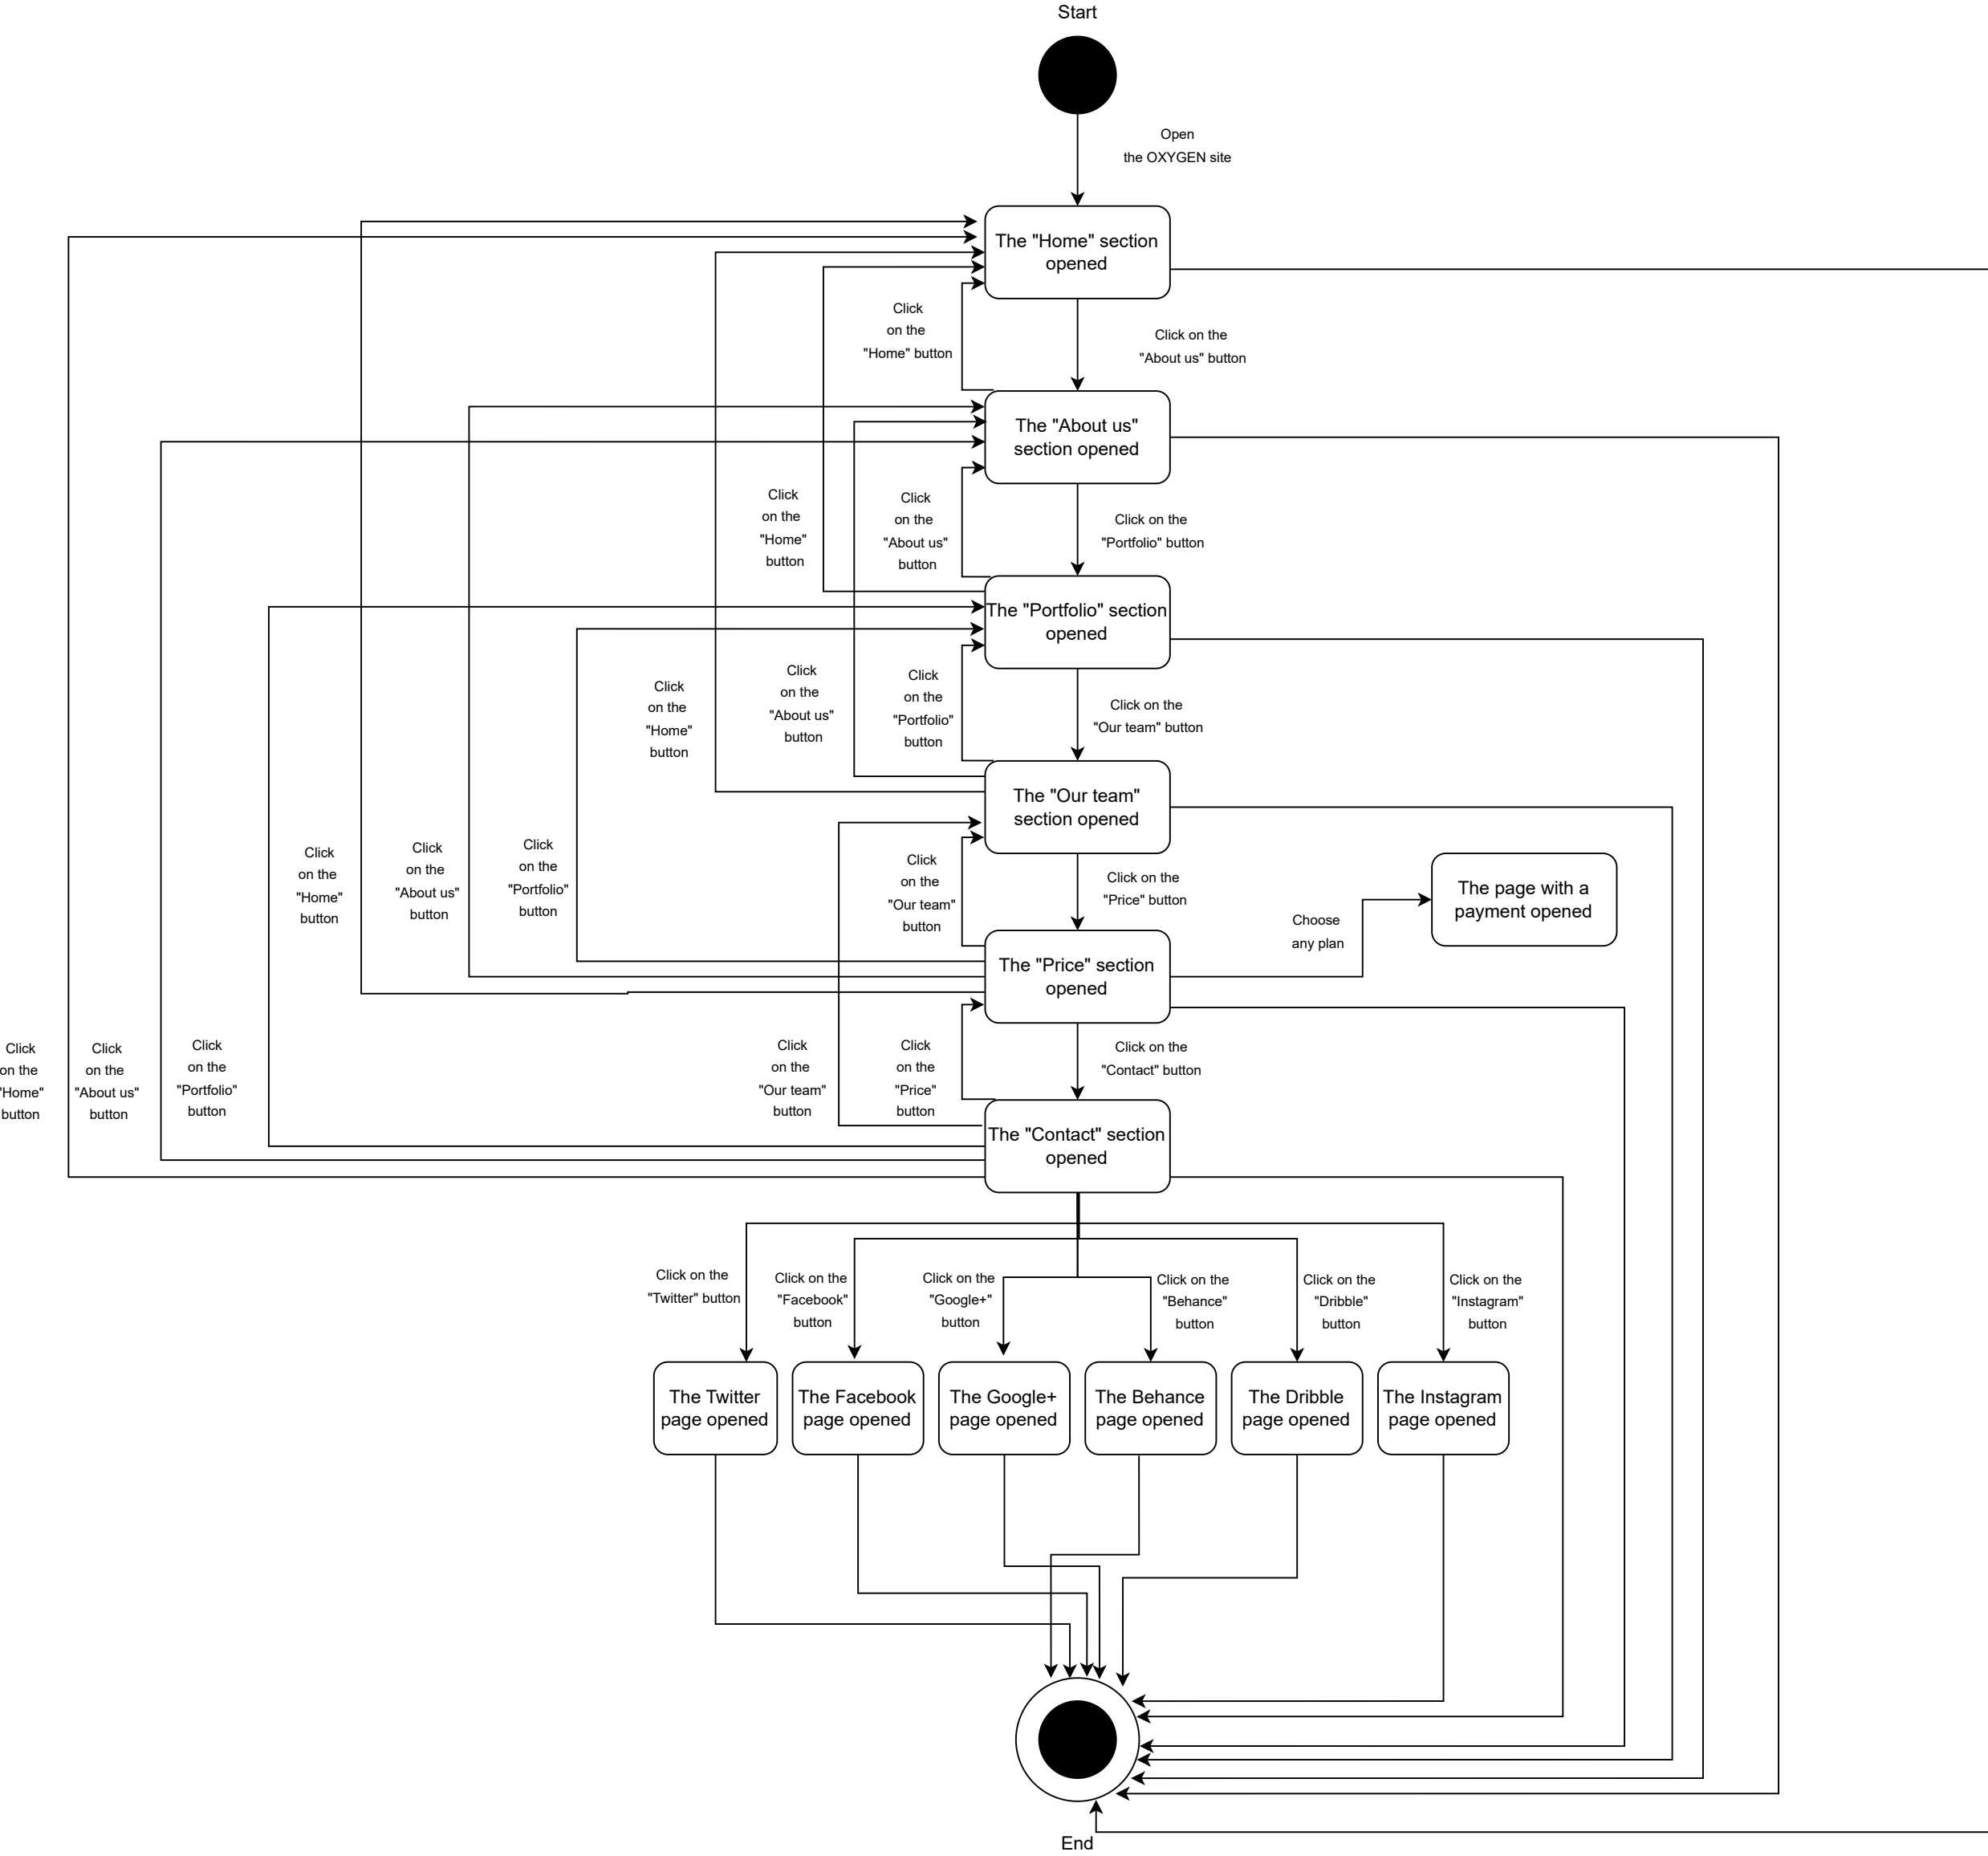 Start
Open
the OXYGEN site
The "Home" section
opened
Click
on the
"Home" button
Click on the
"About us" button
The "About us"
section opened
Click
on the
"Home"
button
Click
on the
"About us"
button
Click on the
"Portfolio" button
The "Portfolio" section
opened
Click
on the
"Home"
button
Click
on the
"About us"
button
Click
on the
"Portfolio"
button
Click on the
"Our team" button
The "Our team"
section opened
Click
on the
"Home"
button
Click
on the
"About us"
button
Click
on the
"Portfolio"
button
Click
on the
"Our team"
button
Click on the
"Price" button
Choose
any plan
The page with a
payment opened
The "Price" section
opened
Click
on the
"Home"
button
Click
on the
"About us"
button
Click
on the
"Portfolio"
button
Click
on the
"Our team"
button
Click
on the
"Price"
button
Click on the
"Contact" button
The "Contact" section
opened
Click on the
"Twitter" button
Click on the
"Facebook"
button
Click on the
"Google+"
button
Click on the
"Behance"
button
Click on the
"Dribble"
button
Click on the
"Instagram"
button
The Twitter
page opened
The Facebook
page opened
The Google+
page opened
The Behance
page opened
The Dribble
page opened
The Instagram
page opened
End